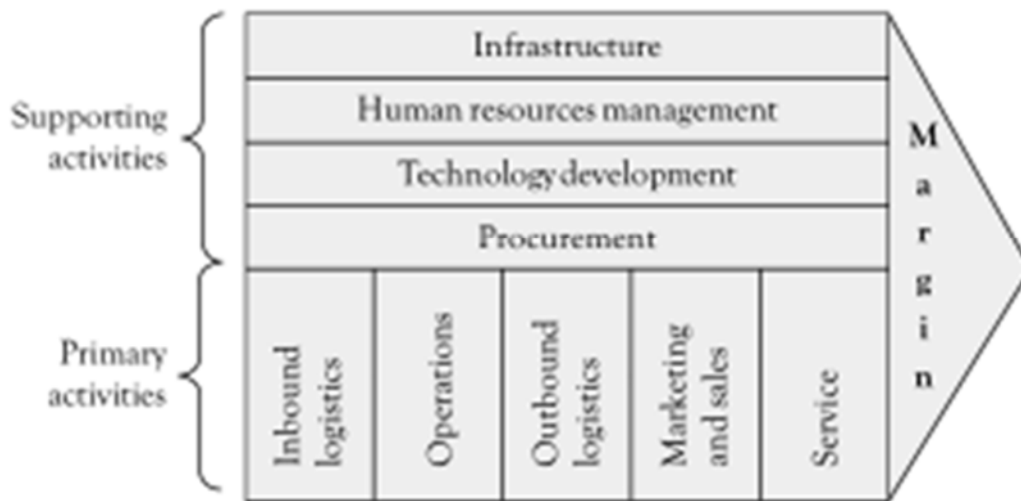 Supporting
activities
Infrastructure
Human resources management
Technology development
Procurement
Primary
activities
Inbound
logistics
Operations
Outbound
logistics
Marketing
and sales
Service
Margin